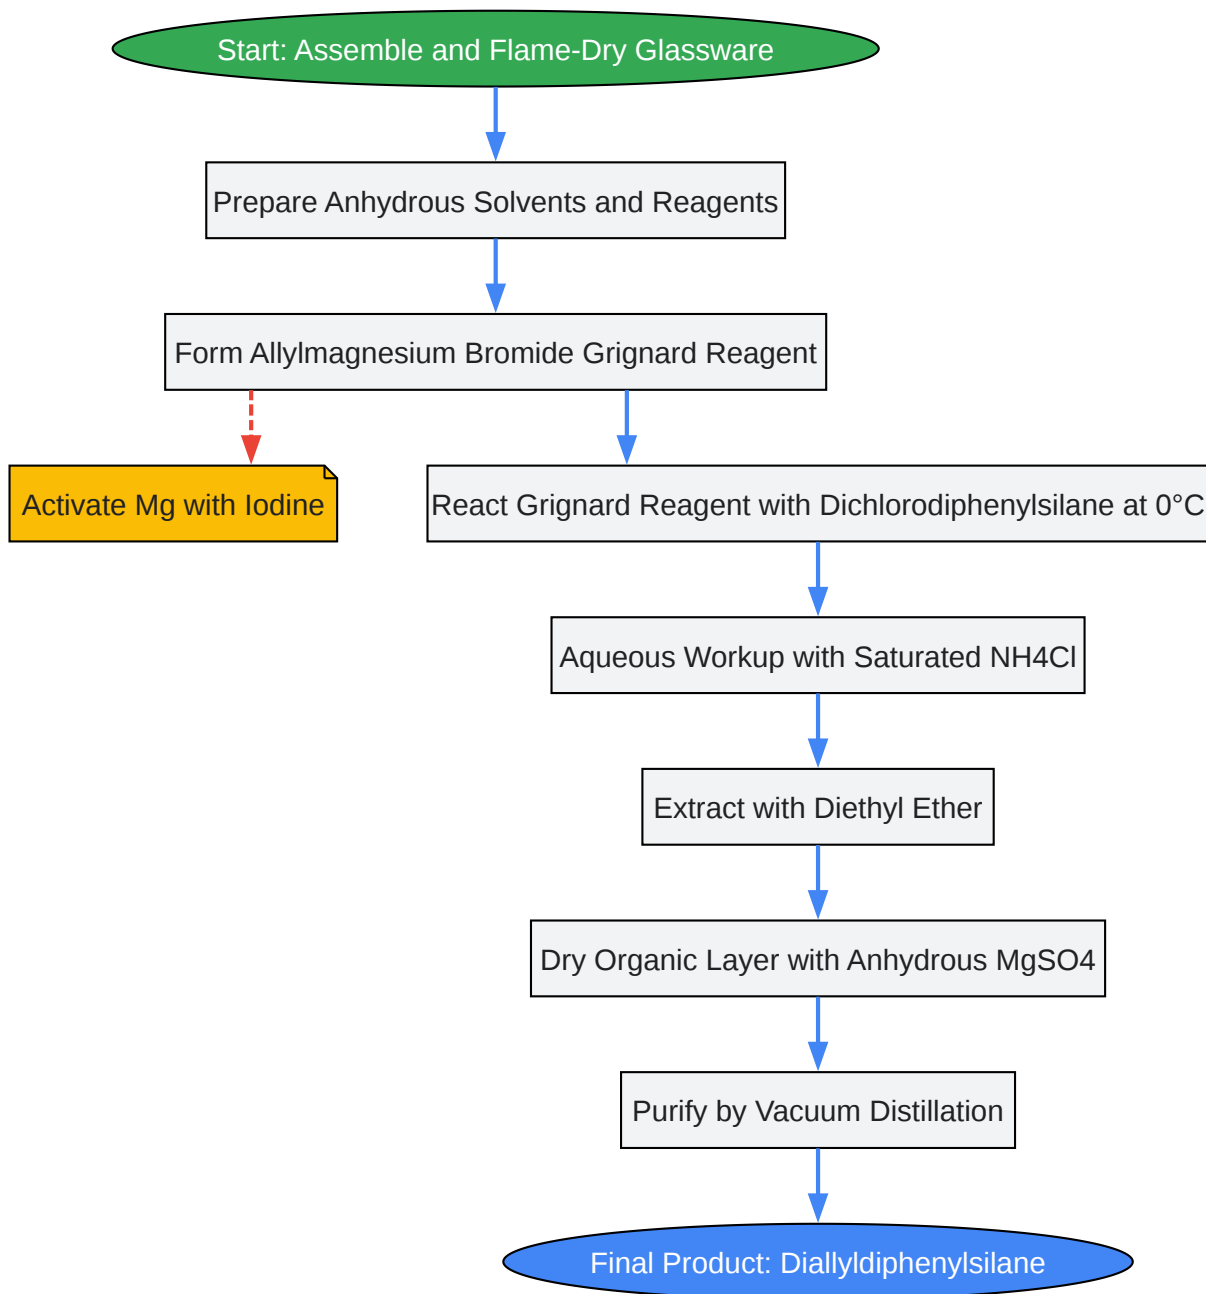 Start: Assemble and Flame-Dry Glassware
Prepare Anhydrous Solvents and Reagents
Form Allylmagnesium Bromide Grignard Reagent
Activate Mg with Iodine
React Grignard Reagent with Dichlorodiphenylsilane at 0°C
Aqueous Workup with Saturated NH4Cl
Extract with Diethyl Ether
Dry Organic Layer with Anhydrous MgSO4
Purify by Vacuum Distillation
Final Product: Diallyldiphenylsilane